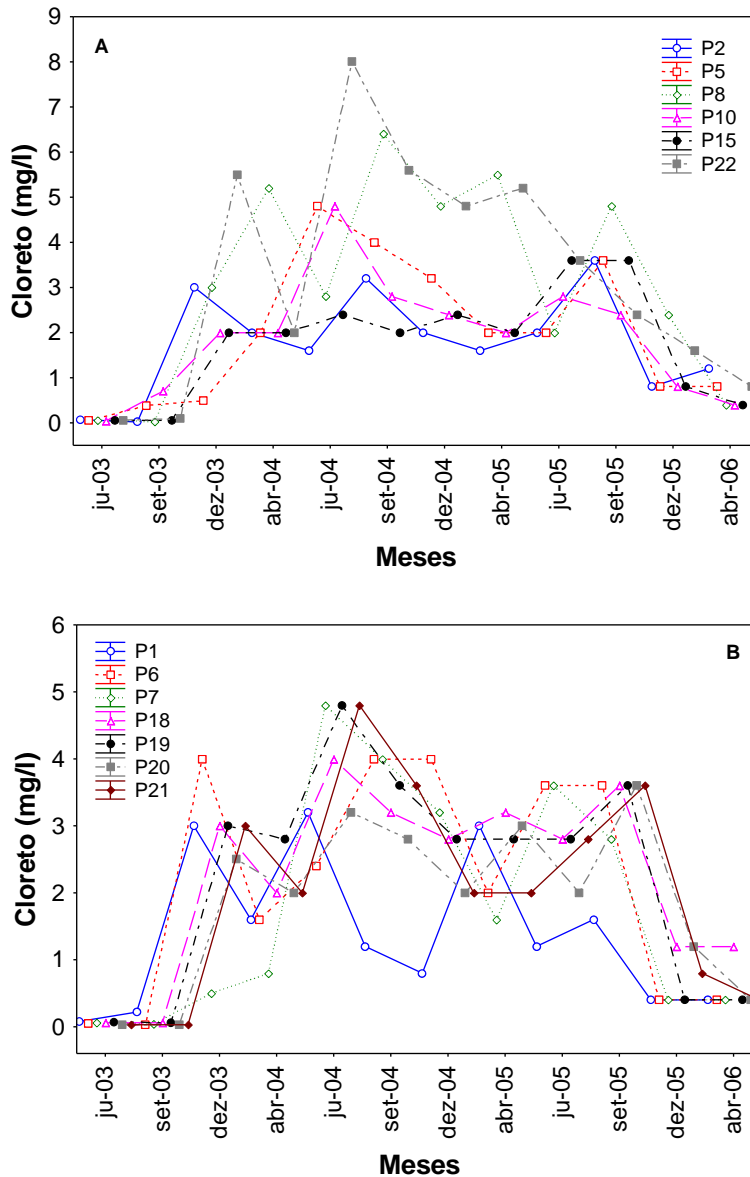 9
8
7
6
5
4
3
2
1
0
Cloreto (mg/l)
A
P2
P5
P8
P10
P15
P22
ju-03
set-03
dez-03
abr-04
ju-04
set-04
dez-04
abr-05
ju-05
set-05
dez-05
abr-06
Meses
6
5
4
3
2
1
0
Cloreto (mg/l)
P1
P6
P7
P18
P19
P20
P21
B
ju-03
set-03
dez-03
abr-04
ju-04
set-04
dez-04
abr-05
ju-05
set-05
dez-05
abr-06
Meses